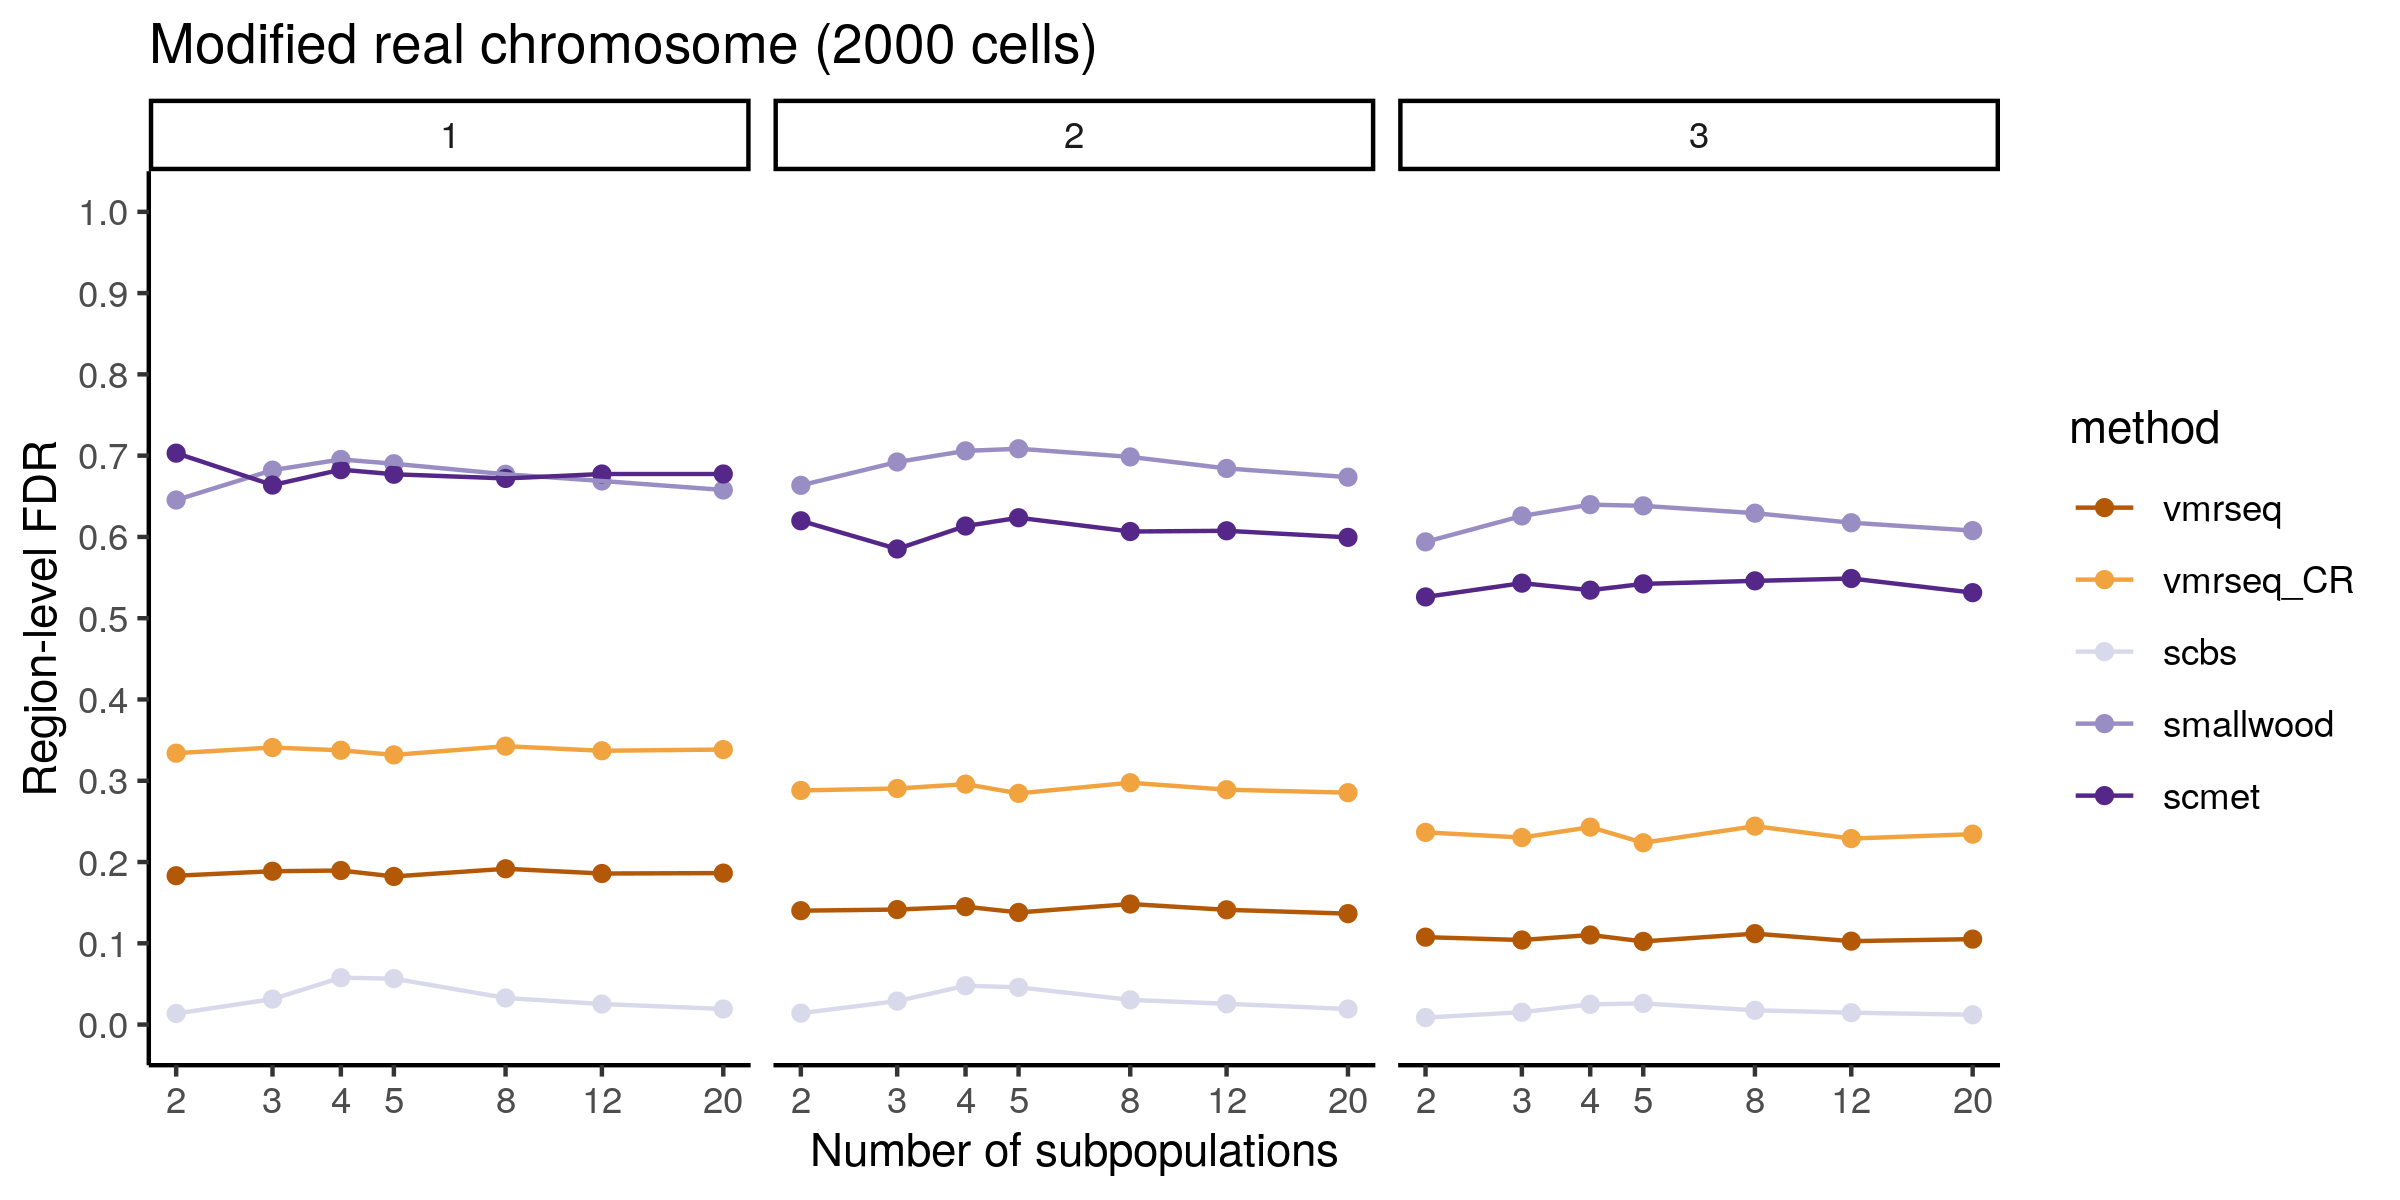 Modified real chromosome (2000 cells)
1
2
3
Region-level FDR
1.0
0.9
0.8
0.7
0.6
0.5
0.4
0.3
0.2
0.1
0.0
2 3 4 5 8 12 20
2 3 4 5 8 12 20
2 3 4 5 8 12 20
Number of subpopulations
method
vmrseq
vmrseq_CR
scbs
smallwood
scmet